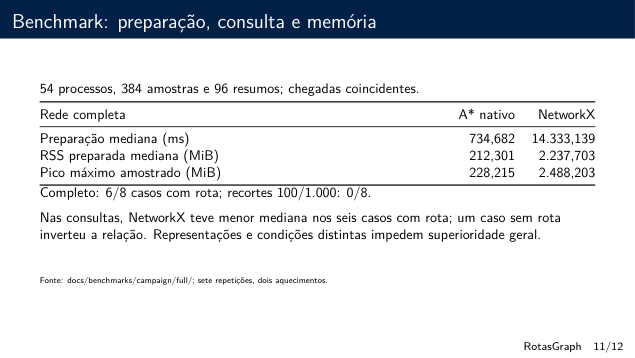 Benchmark: preparação, consulta e memória
54 processos, 384 amostras e 96 resumos; chegadas coincidentes.
Rede completa A* nativo NetworkX
Preparação mediana (ms) 734,682 14.333,139
RSS preparada mediana (MiB) 212,301 2.237,703
Pico máximo amostrado (MiB) 228,215 2.488,203
Completo: 6/8 casos com rota; recortes 100/1.000: 0/8.
Nas consultas, NetworkX teve menor mediana nos seis casos com rota; um caso sem rota
inverteu a relação. Representações e condições distintas impedem superioridade geral.
Fonte: docs/benchmarks/campaign/full/; sete repetições, dois aquecimentos.
RotasGraph 11/12